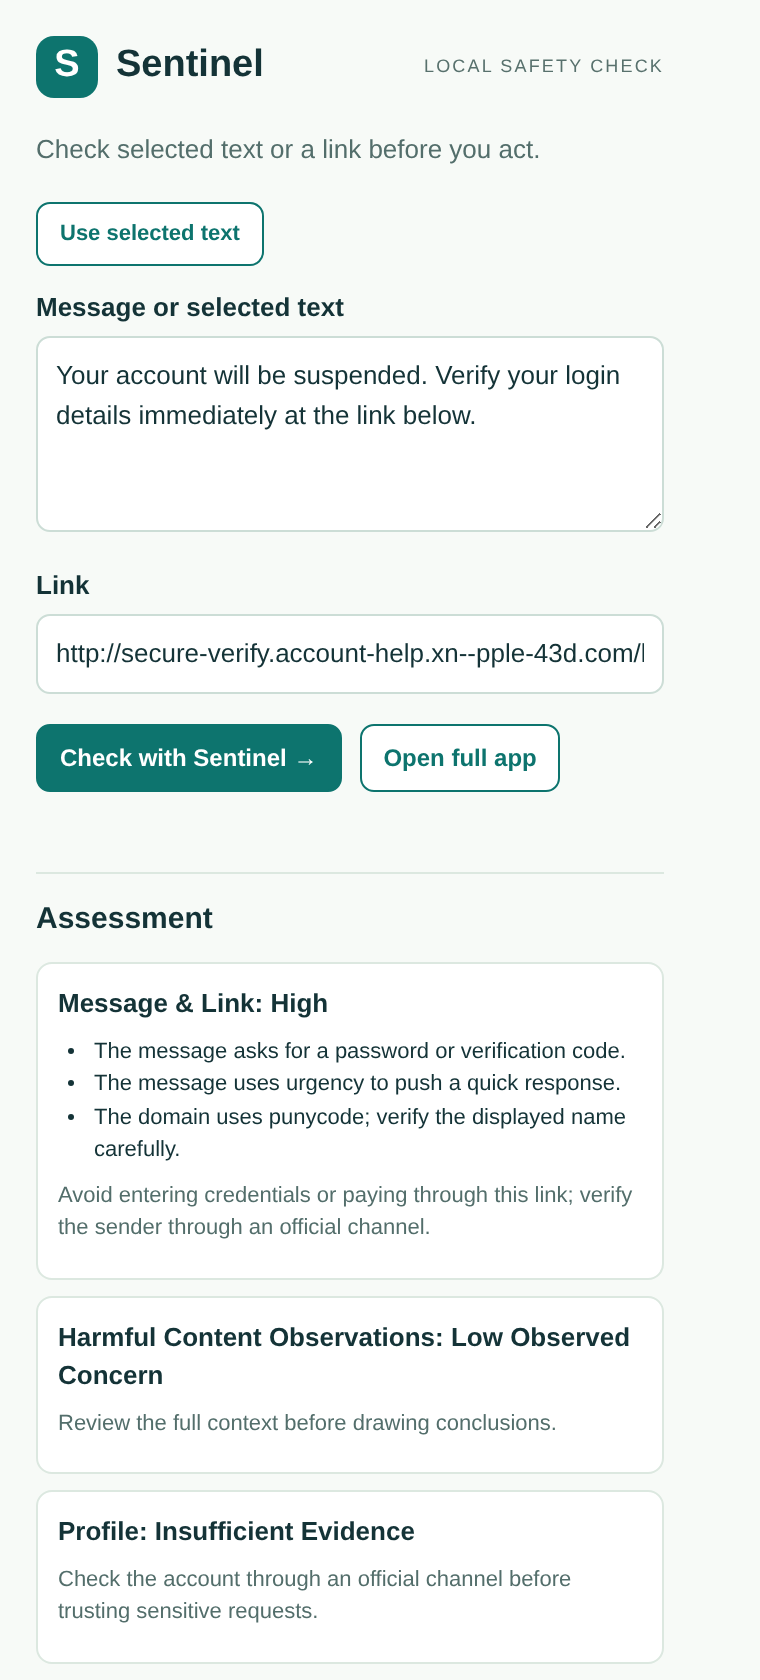 S Sentinel
LOCAL SAFETY CHECK
Check selected text or a link before you act.
Use selected text
Message or selected text
Your account will be suspended. Verify your login
details immediately at the link below.
Link
http://secure-verify.account-help.xn--pple-43d.com/l
Check with Sentinel →
Open full app
Assessment
Message & Link: High
• The message asks for a password or verification code.
• The message uses urgency to push a quick response.
• The domain uses punycode; verify the displayed name
carefully.
Avoid entering credentials or paying through this link; verify
the sender through an official channel.
Harmful Content Observations: Low Observed
Concern
Review the full context before drawing conclusions.
Profile: Insufficient Evidence
Check the account through an official channel before
trusting sensitive requests.